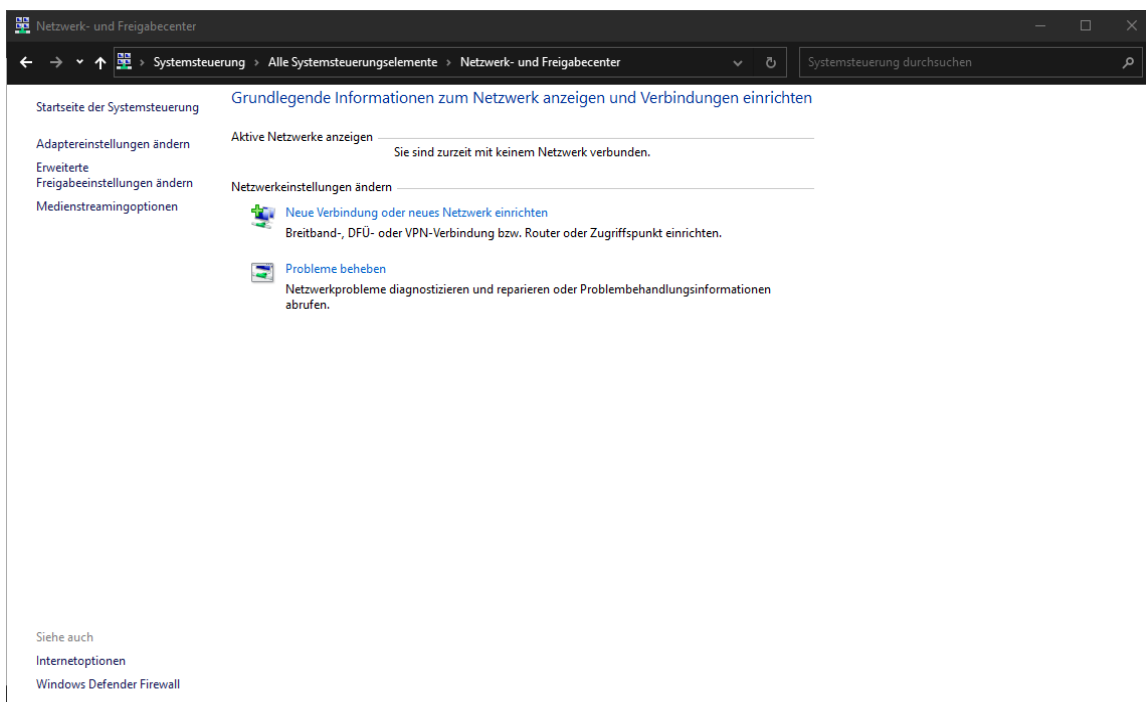 Netzwerk- und Freigabecenter
Systemsteuerung > Alle Systemsteuerungselemente > Netzwerk- und Freigabecenter
Systemsteuerung durchsuchen
Startseite der Systemsteuerung
Adaptereinstellungen ändern
Erweiterte
Freigabeeinstellungen ändern
Medienstreamingoptionen
Grundlegende Informationen zum Netzwerk anzeigen und Verbindungen einrichten
Aktive Netzwerke anzeigen
Sie sind zurzeit mit keinem Netzwerk verbunden.
Netzwerkeinstellungen ändern
Neue Verbindung oder neues Netzwerk einrichten
Breitband-, DFÜ- oder VPN-Verbindung bzw. Router oder Zugriffspunkt einrichten.
Probleme beheben
Netzwerkprobleme diagnostizieren und reparieren oder Problembehandlungsinformationen
abrufen.
Siehe auch
Internetoptionen
Windows Defender Firewall